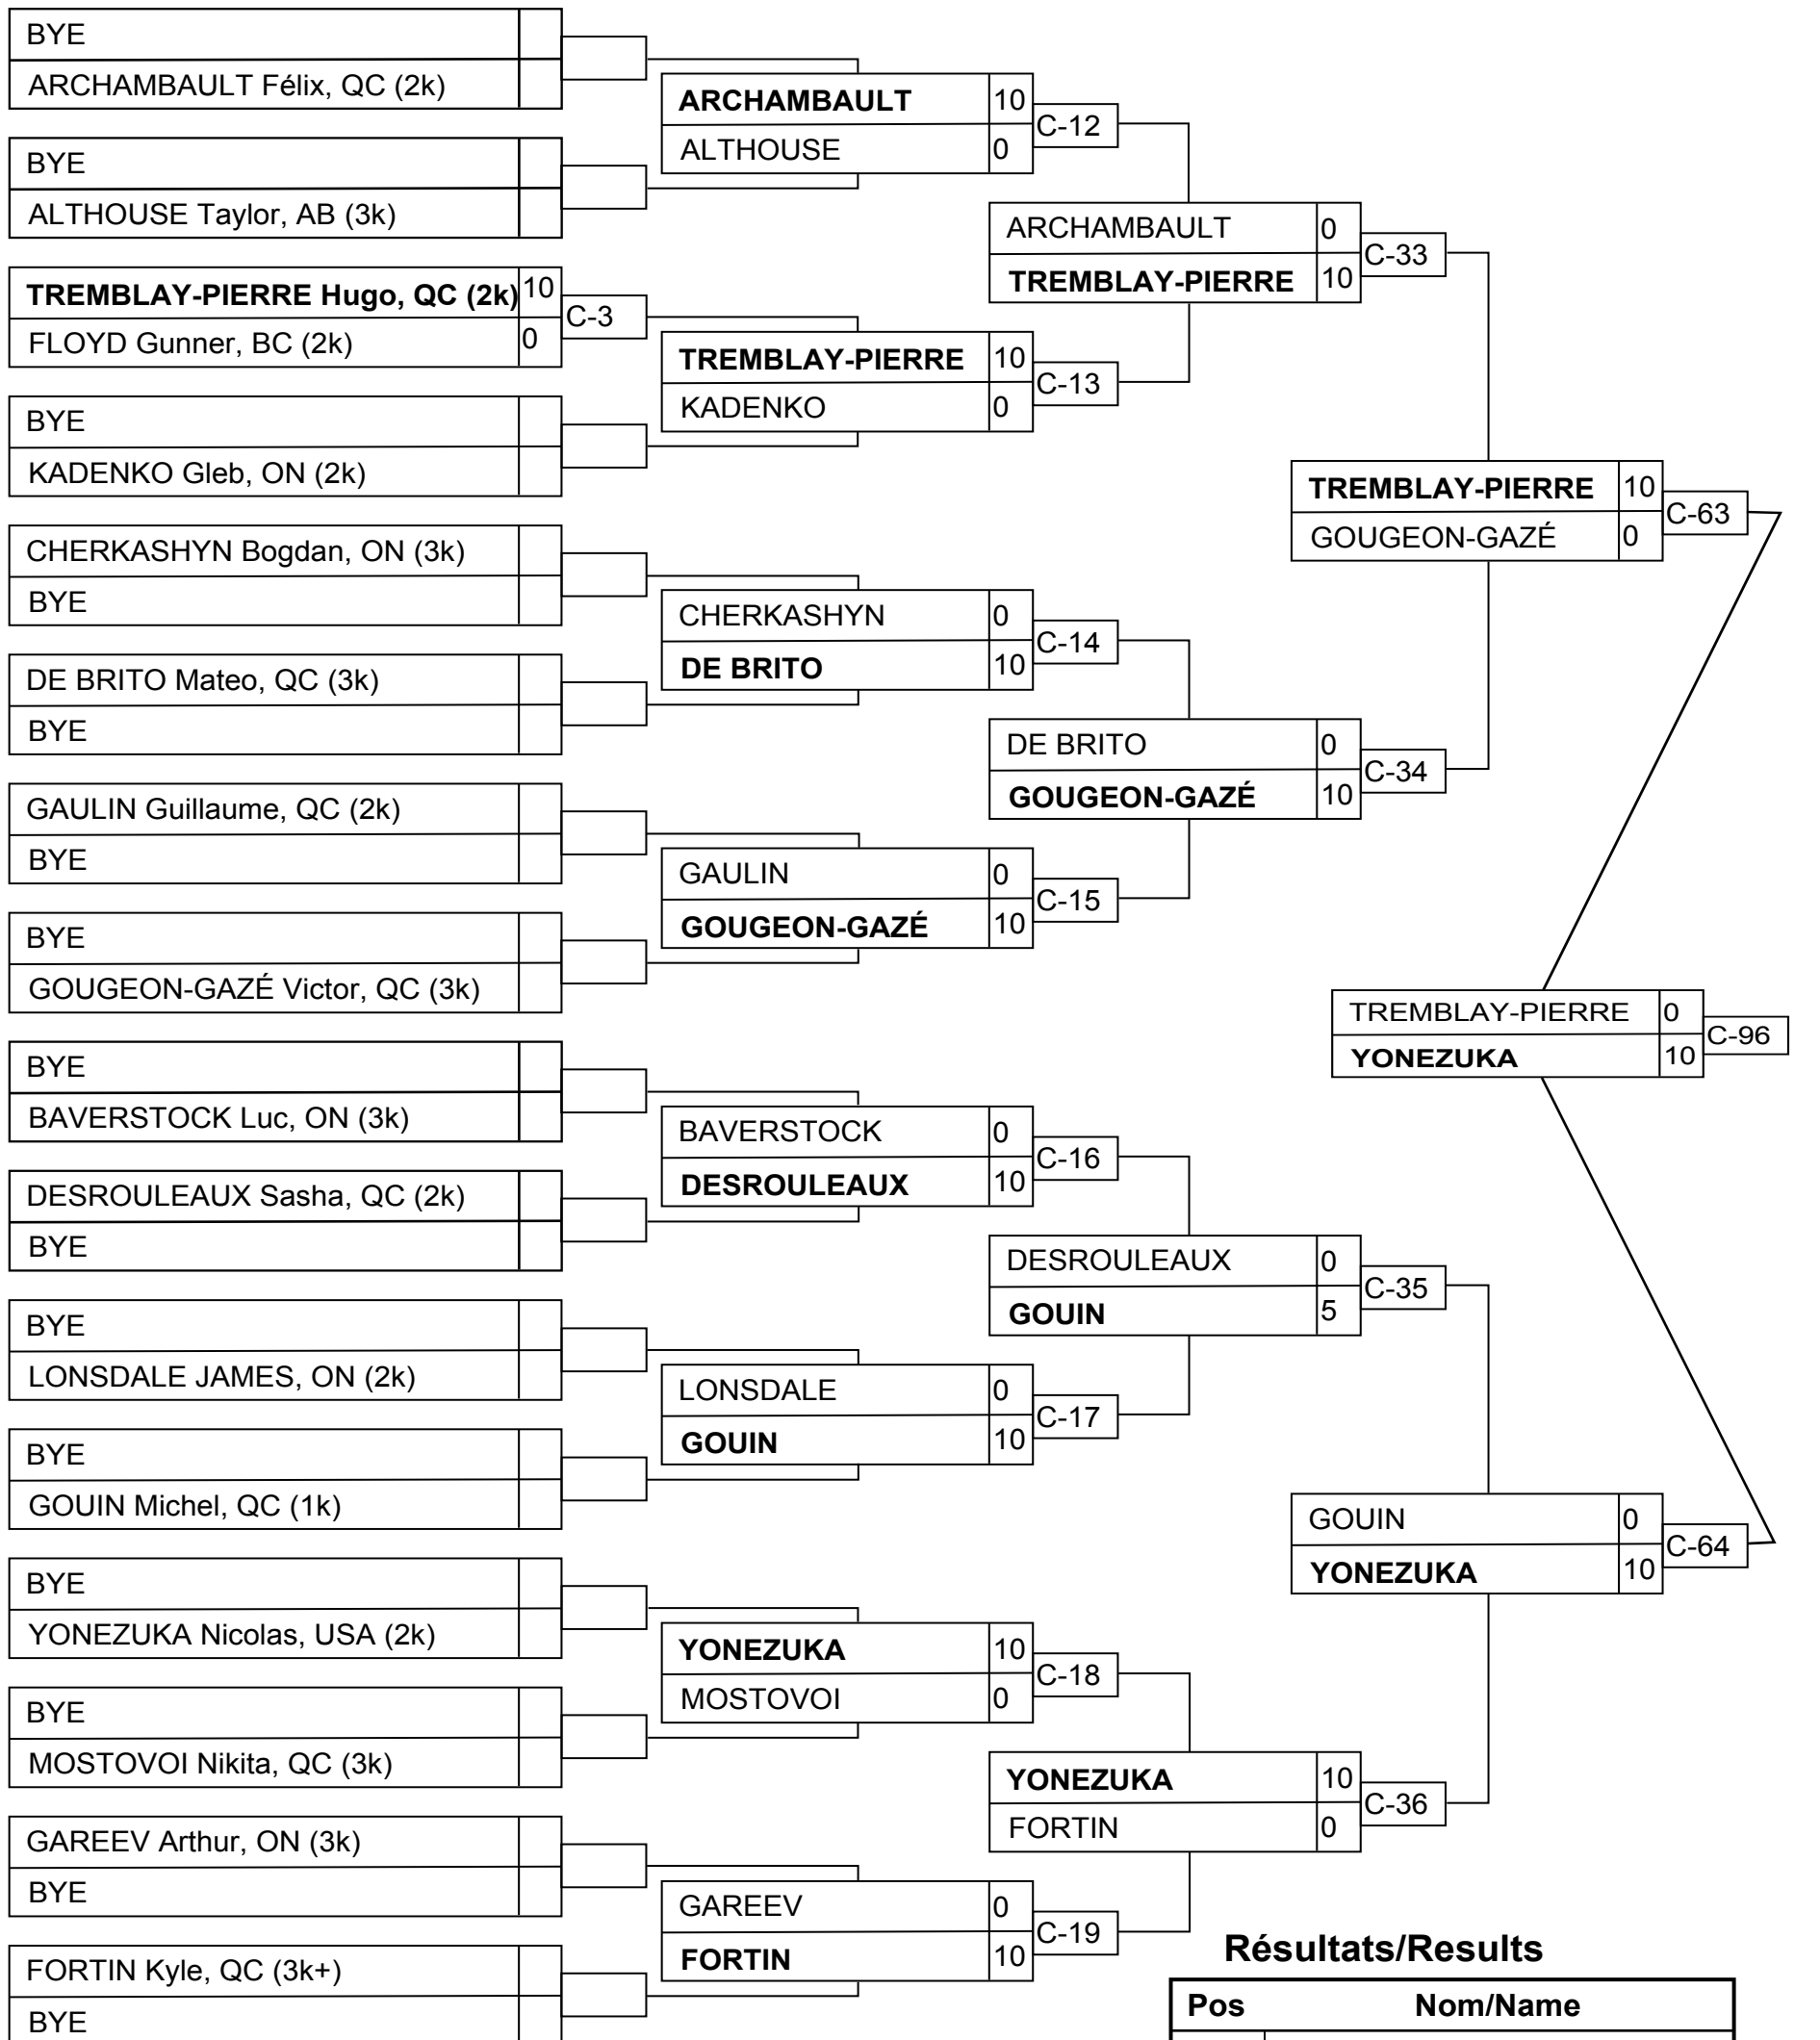 BYE
ARCHAMBAULT Félix, QC (2k)
BYE
ALTHOUSE Taylor, AB (3k)
TREMBLAY-PIERRE Hugo, QC (2k) 10
FLOYD Gunner, BC (2k) 0
C-3
BYE
KADENKO Gleb, ON (2k)
CHERKASHYN Bogdan, ON (3k)
BYE
DE BRITO Mateo, QC (3k)
BYE
GAULIN Guillaume, QC (2k)
BYE
BYE
GOUGEON-GAZÉ Victor, QC (3k)
BYE
BAVERSTOCK Luc, ON (3k)
DESROULEAUX Sasha, QC (2k)
BYE
BYE
LONSDALE JAMES, ON (2k)
BYE
GOUIN Michel, QC (1k)
BYE
YONEZUKA Nicolas, USA (2k)
BYE
MOSTOVOI Nikita, QC (3k)
GAREEV Arthur, ON (3k)
BYE
FORTIN Kyle, QC (3k+)
BYE
ARCHAMBAULT 10
ALTHOUSE 0
C-12
TREMBLAY-PIERRE 10
KADENKO 0
C-13
CHERKASHYN 0
DE BRITO 10
C-14
GAULIN 0
GOUGEON-GAZÉ 10
C-15
BAVERSTOCK 0
DESROULEAUX 10
C-16
LONSDALE 0
GOUIN 10
C-17
YONEZUKA 10
MOSTOVOI 0
C-18
GAREEV 0
FORTIN 10
C-19
ARCHAMBAULT 0
TREMBLAY-PIERRE 10
C-33
DE BRITO 0
GOUGEON-GAZÉ 10
C-34
DESROULEAUX 0
GOUIN 5
C-35
YONEZUKA 10
FORTIN 0
C-36
TREMBLAY-PIERRE 10
GOUGEON-GAZÉ 0
C-63
GOUIN 0
YONEZUKA 10
C-64
TREMBLAY-PIERRE 0
YONEZUKA 10
C-96
Résultats/Results
Pos Nom/Name